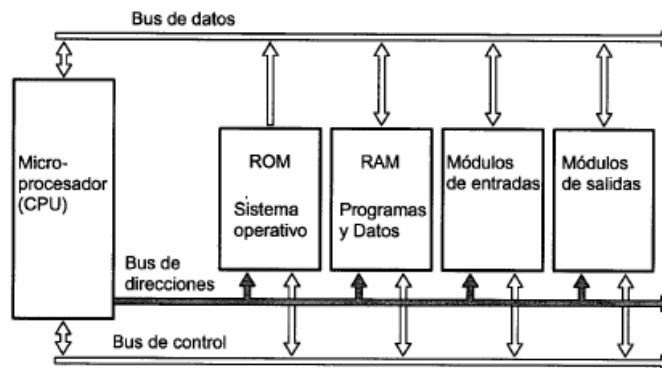 Bus de datos
Micro-
procesador
(CPU)
ROM
Sistema
operativo
RAM
Programas
y Datos
Módulos
de entradas
Módulos
de salidas
Bus de
direcciones
Bus de control